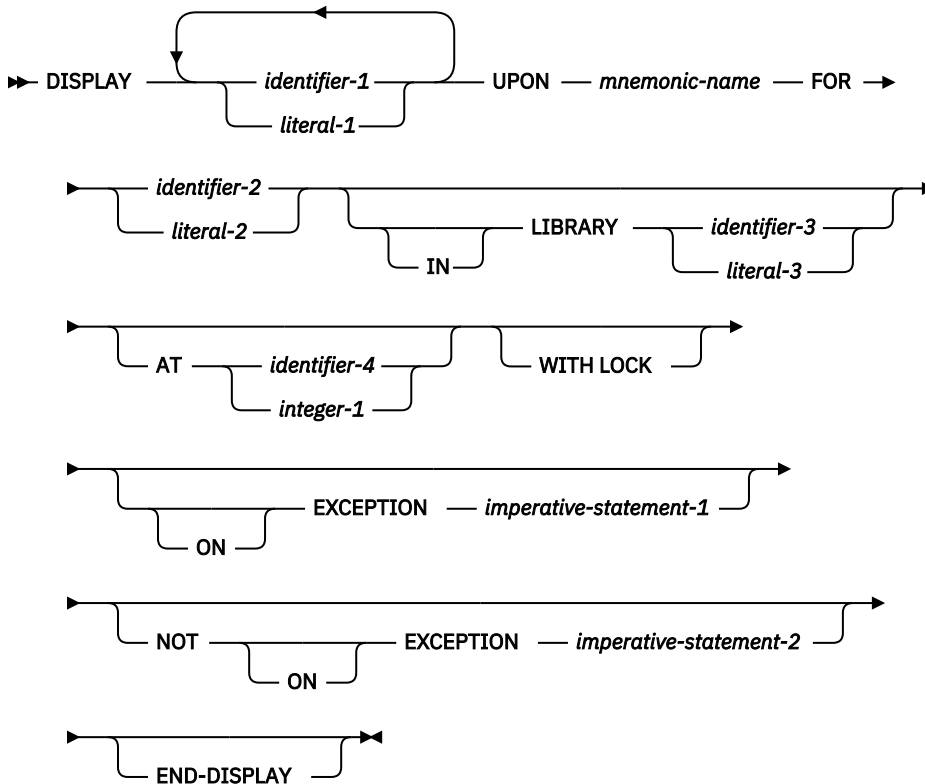 DISPLAY identifier-1 UPON mnemonic-name FOR
literal-1
identifier-2
literal-2 LIBRARY identifier-3
IN literal-3
AT identifier-4 WITH LOCK
integer-1
EXCEPTION imperative-statement-1
ON
NOT EXCEPTION imperative-statement-2
ON
END-DISPLAY